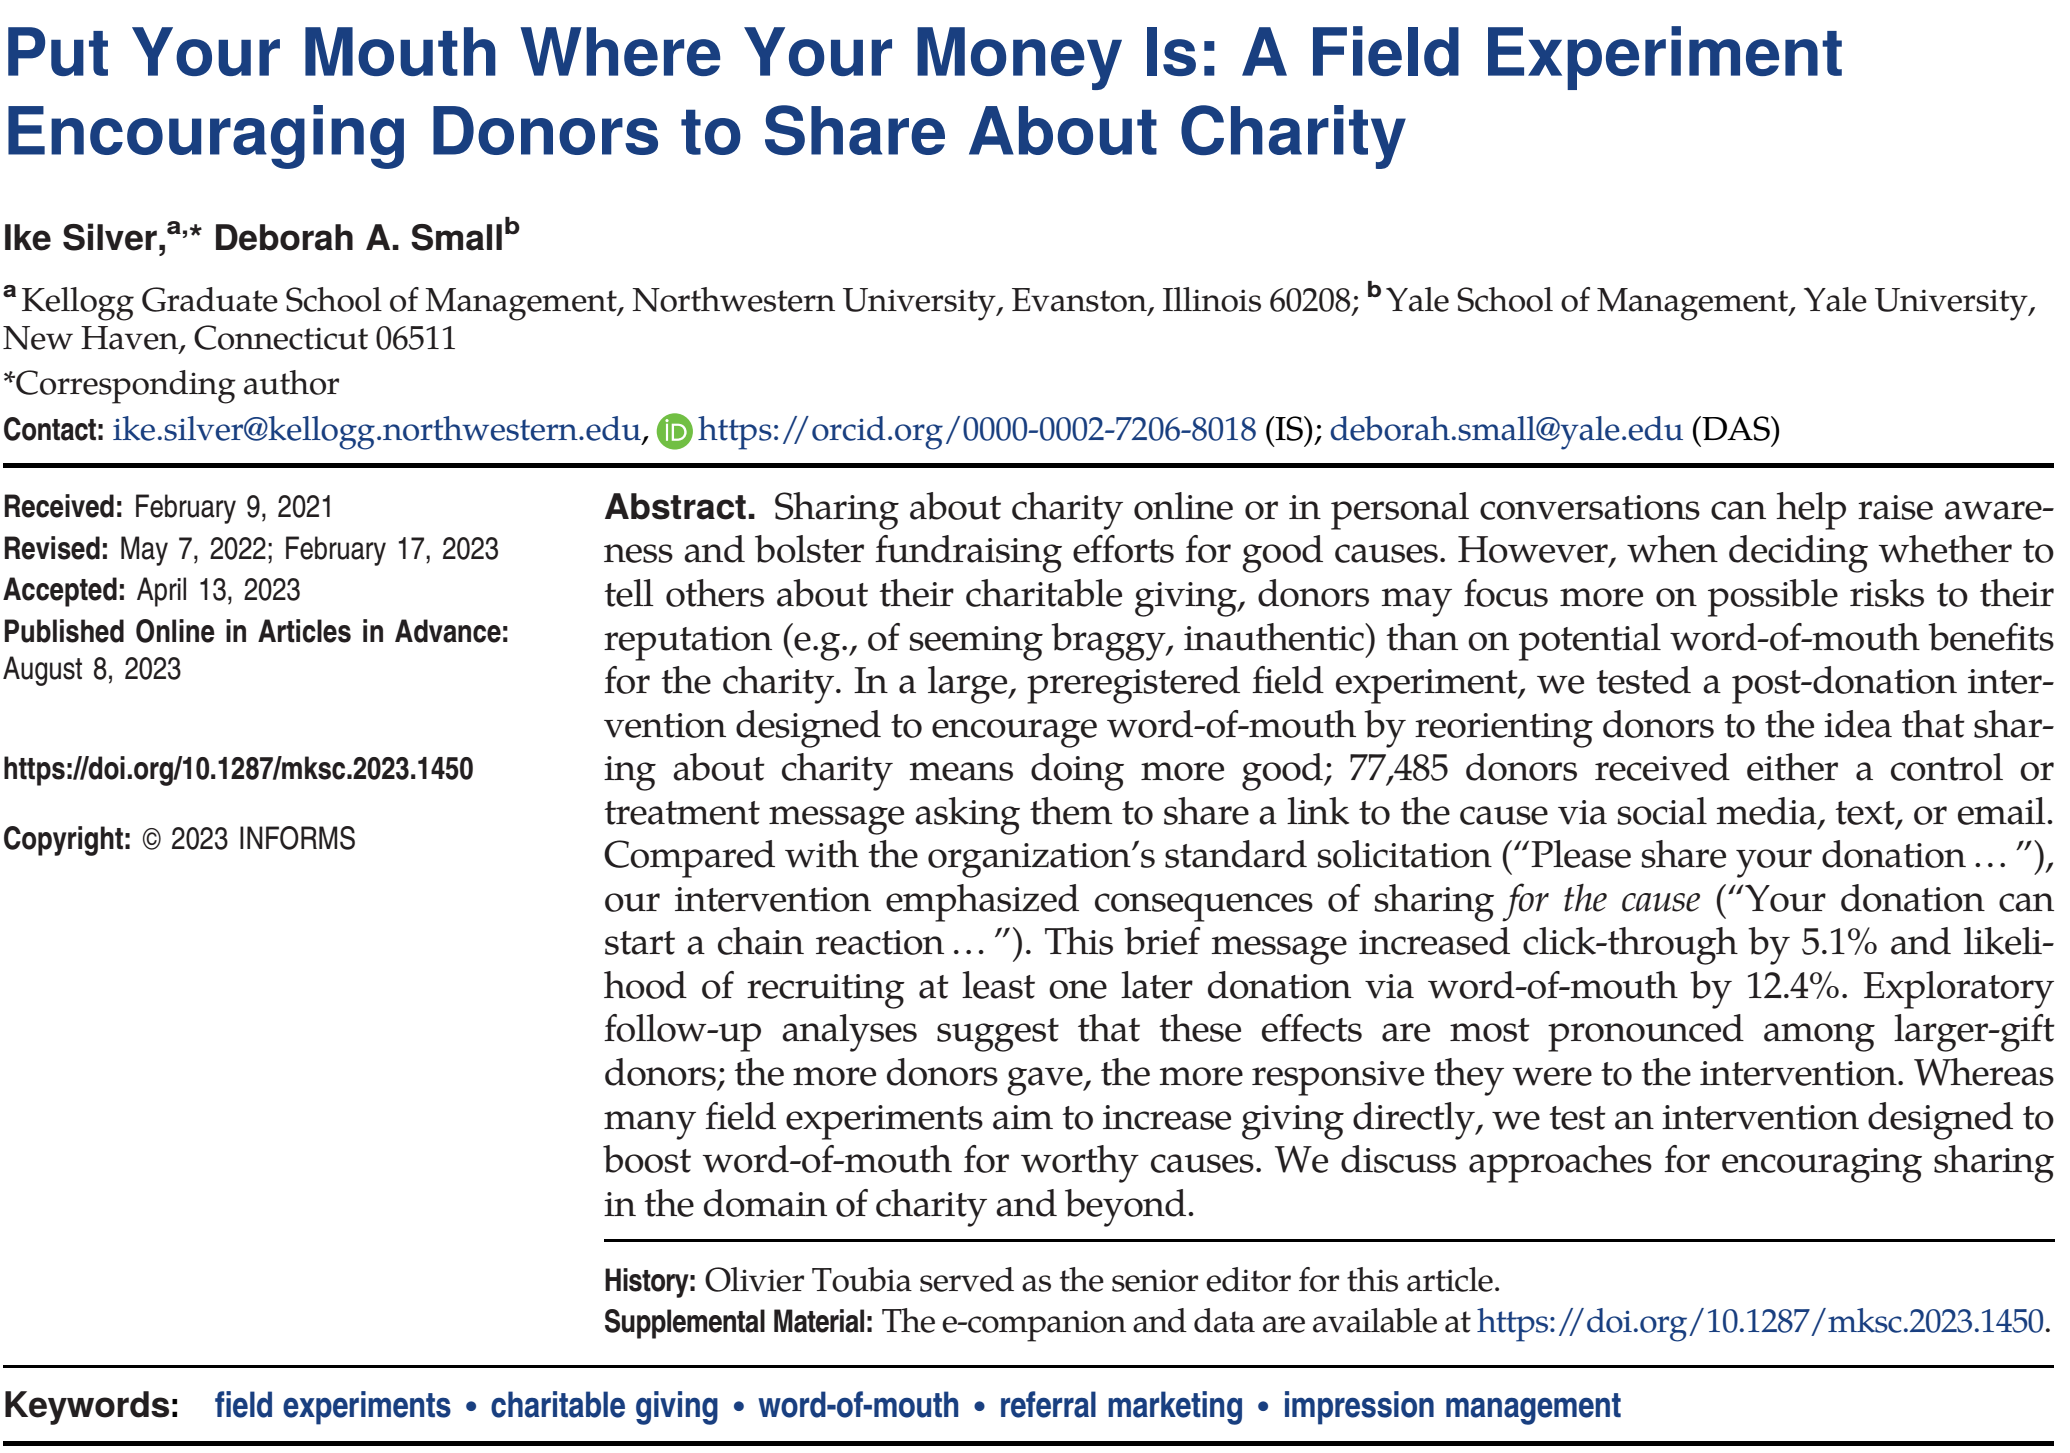 Put Your Mouth Where Your Money Is: A Field Experiment
Encouraging Donors to Share About Charity
Ike Silver,a,* Deborah A. Smallb
a Kellogg Graduate School of Management, Northwestern University, Evanston, Illinois 60208; b Yale School of Management, Yale University,
New Haven, Connecticut 06511
*Corresponding author
Contact: ike.silver@kellogg.northwestern.edu, iD https://orcid.org/0000-0002-7206-8018 (IS); deborah.small@yale.edu (DAS)
Received: February 9, 2021
Revised: May 7, 2022; February 17, 2023
Accepted: April 13, 2023
Published Online in Articles in Advance:
August 8, 2023
https://doi.org/10.1287/mksc.2023.1450
Copyright: © 2023 INFORMS
Abstract. Sharing about charity online or in personal conversations can help raise aware-
ness and bolster fundraising efforts for good causes. However, when deciding whether to
tell others about their charitable giving, donors may focus more on possible risks to their
reputation (e.g., of seeming braggy, inauthentic) than on potential word-of-mouth benefits
for the charity. In a large, preregistered field experiment, we tested a post-donation inter-
vention designed to encourage word-of-mouth by reorienting donors to the idea that shar-
ing about charity means doing more good; 77,485 donors received either a control or
treatment message asking them to share a link to the cause via social media, text, or email.
Compared with the organization's standard solicitation ("Please share your donation … "),
our intervention emphasized consequences of sharing for the cause ("Your donation can
start a chain reaction … "). This brief message increased click-through by 5.1% and likeli-
hood of recruiting at least one later donation via word-of-mouth by 12.4%. Exploratory
follow-up analyses suggest that these effects are most pronounced among larger-gift
donors; the more donors gave, the more responsive they were to the intervention. Whereas
many field experiments aim to increase giving directly, we test an intervention designed to
boost word-of-mouth for worthy causes. We discuss approaches for encouraging sharing
in the domain of charity and beyond.
History: Olivier Toubia served as the senior editor for this article.
Supplemental Material: The e-companion and data are available at https://doi.org/10.1287/mksc.2023.1450.
Keywords: field experiments • charitable giving • word-of-mouth • referral marketing • impression management